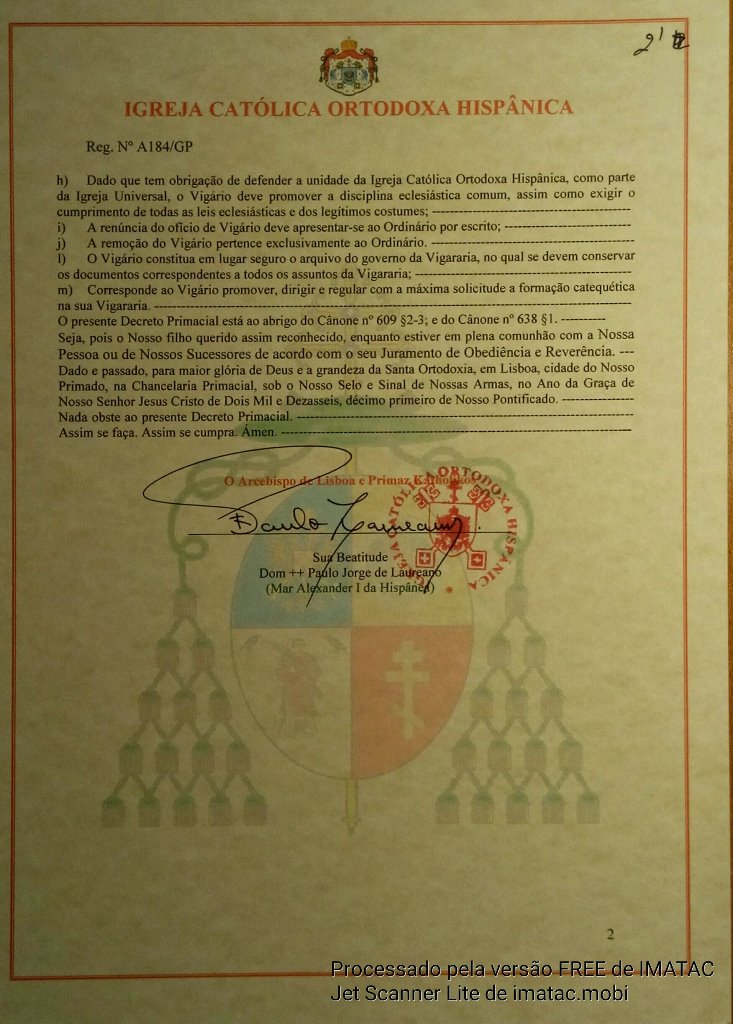 IGREJA CATÓLICA ORTODOXA HISPÂNICA
Reg. Nº A184/GP
h) Dado que tem obrigação de defender a unidade da Igreja Católica Ortodoxa Hispânica, como parte
da Igreja Universal, o Vigário deve promover a disciplina eclesiástica comum, assim como exigir o
cumprimento de todas as leis eclesiásticas e dos legítimos costumes; ---------------------------------------------
i) A renúncia do ofício de Vigário deve apresentar-se ao Ordinário por escrito; -----------------------------
j) A remoção do Vigário pertence exclusivamente ao Ordinário. ----------------------------------------------
l) O Vigário constitua em lugar seguro o arquivo do governo da Vigararia, no qual se devem conservar
os documentos correspondentes a todos os assuntos da Vigararia; -------------------------------------------------
m) Corresponde ao Vigário promover, dirigir e regular com a máxima solicitude a formação catequética
na sua Vigararia. -----------------------------------------------------------------------------------------------------------
O presente Decreto Primacial está ao abrigo do Cânone nº 609 §2-3; e do Cânone nº 638 §1. ----------
Seja, pois o Nosso filho querido assim reconhecido, enquanto estiver em plena comunhão com a Nossa
Pessoa ou de Nossos Sucessores de acordo com o seu Juramento de Obediência e Reverência. ---
Dado e passado, para maior glória de Deus e a grandeza da Santa Ortodoxia, em Lisboa, cidade do Nosso
Primado, na Chancelaria Primacial, sob o Nosso Selo e Sinal de Nossas Armas, no Ano da Graça de
Nosso Senhor Jesus Cristo de Dois Mil e Dezasseis, décimo primeiro de Nosso Pontificado. ----------------
Nada obste ao presente Decreto Primacial. ----------------------------------------------------------------------------
Assim se faça. Assim se cumpra. Ámen. --------------------------------------------------------------------------------
O Arcebispo de Lisboa e Primaz Katholikos
IGREJA CATÓLICA ORTODOXA HISPANICA
Sua Beatitude
Dom ++ Paulo Jorge de Laureano
(Mar Alexander I da Hispânea)
2
Processado pela versão FREE de IMATAC
Jet Scanner Lite de imatac.mobi